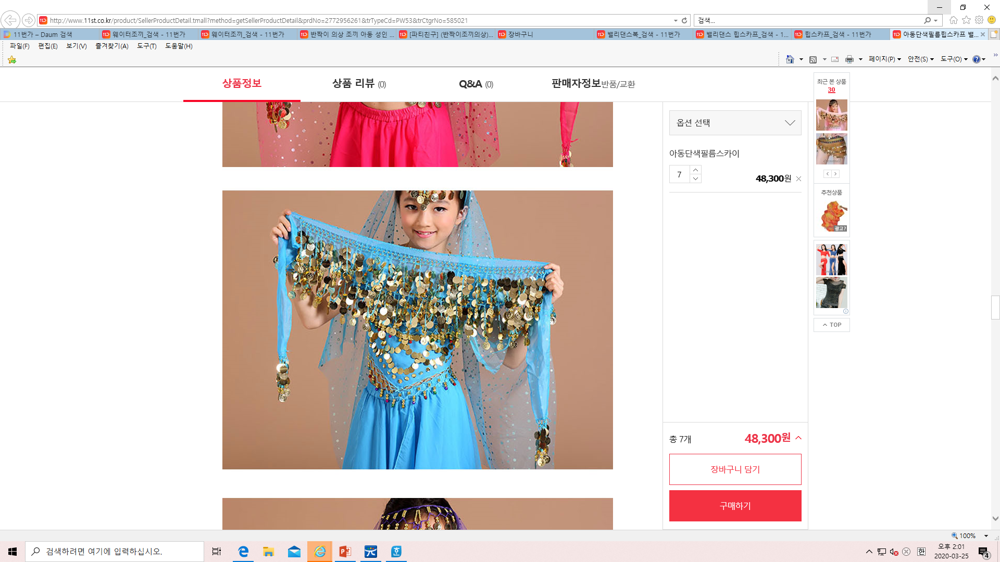 http://www.11st.co.kr/product/SellerProductDetail.tmall?method=getSellerProductDetail&prdNo=2772956261&trTypeCd=PW53&trCtgrNo=585021
검색...
11번가 – Daum 검색
웨이터조끼_검색 - 11번가
웨이터조끼_검색 - 11번가
반짝이 의상 조끼 아동 성인 ...
[파티친구] (반짝이조끼의상)...
장바구니
밸리댄스복_검색 - 11번가
밸리댄스 힙스카프_검색 - 1...
힙스카프_검색 - 11번가
아동단색필름힙스카프 밸...
파일(F) 편집(E) 보기(V) 즐겨찾기(A) 도구(T) 도움말(H)
페이지(P) 안전(S) 도구(O)
상품정보
상품 리뷰 (0)
Q&A (0)
판매자정보반품/교환
최근 본 상품
30
옵션 선택
아동단색필름스카이
7
48,300원
추천상품
광고?
TOP
총 7개
48,300원
장바구니 담기
구매하기
100%
검색하려면 여기에 입력하십시오.
한
오후 2:01
2020-03-25
4